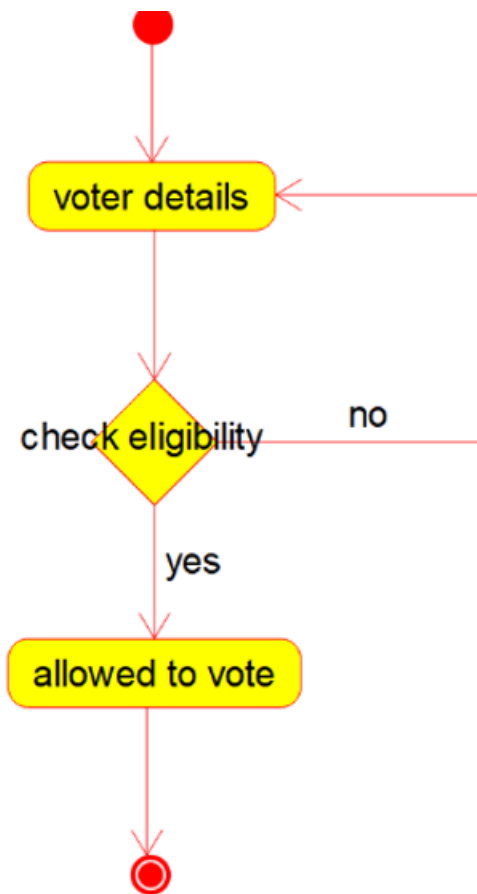 voter details
check eligibility
no
yes
allowed to vote